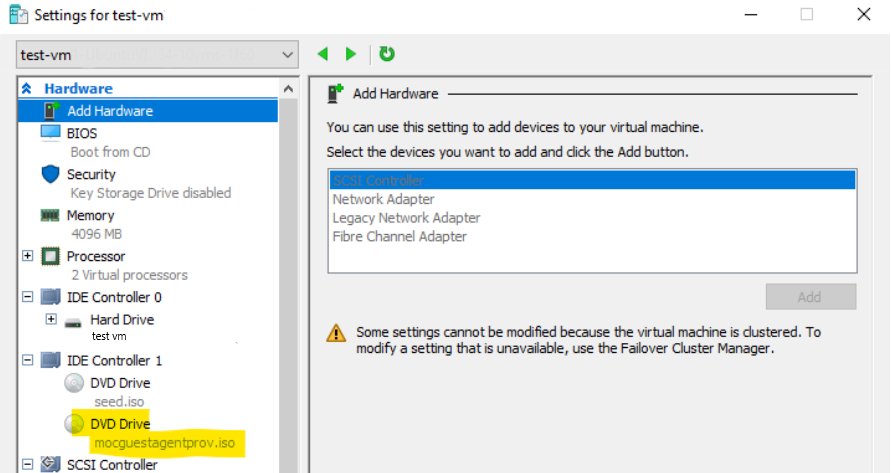 Settings for test-vm
test-vm
Hardware
Add Hardware
BIOS
Boot from CD
Security
Key Storage Drive disabled
Memory
4096 MB
Processor
2 Virtual processors
IDE Controller 0
Hard Drive
test vm
IDE Controller 1
DVD Drive
seed.iso
DVD Drive
mocguestagentprov.iso
SCSI Controller
Add Hardware
You can use this setting to add devices to your virtual machine.
Select the devices you want to add and click the Add button.
SCSI Controller
Network Adapter
Legacy Network Adapter
Fibre Channel Adapter
Add
Some settings cannot be modified because the virtual machine is clustered. To
modify a setting that is unavailable, use the Failover Cluster Manager.